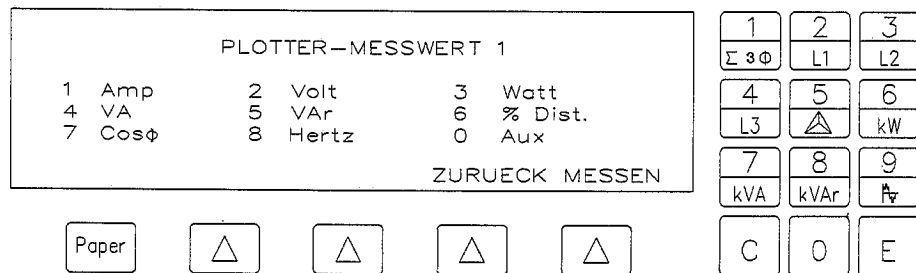 PLOTTER–MESSWERT 1
1 Amp 2 Volt 3 Watt
4 VA 5 VAr 6 % Dist.
7 Cosϕ 8 Hertz 0 Aux
ZURUECK MESSEN
Paper
1 2 3
Σ 3Φ L1 L2
4 5 6
L3 kW
7 8 9
kVA kVAr
C 0 E